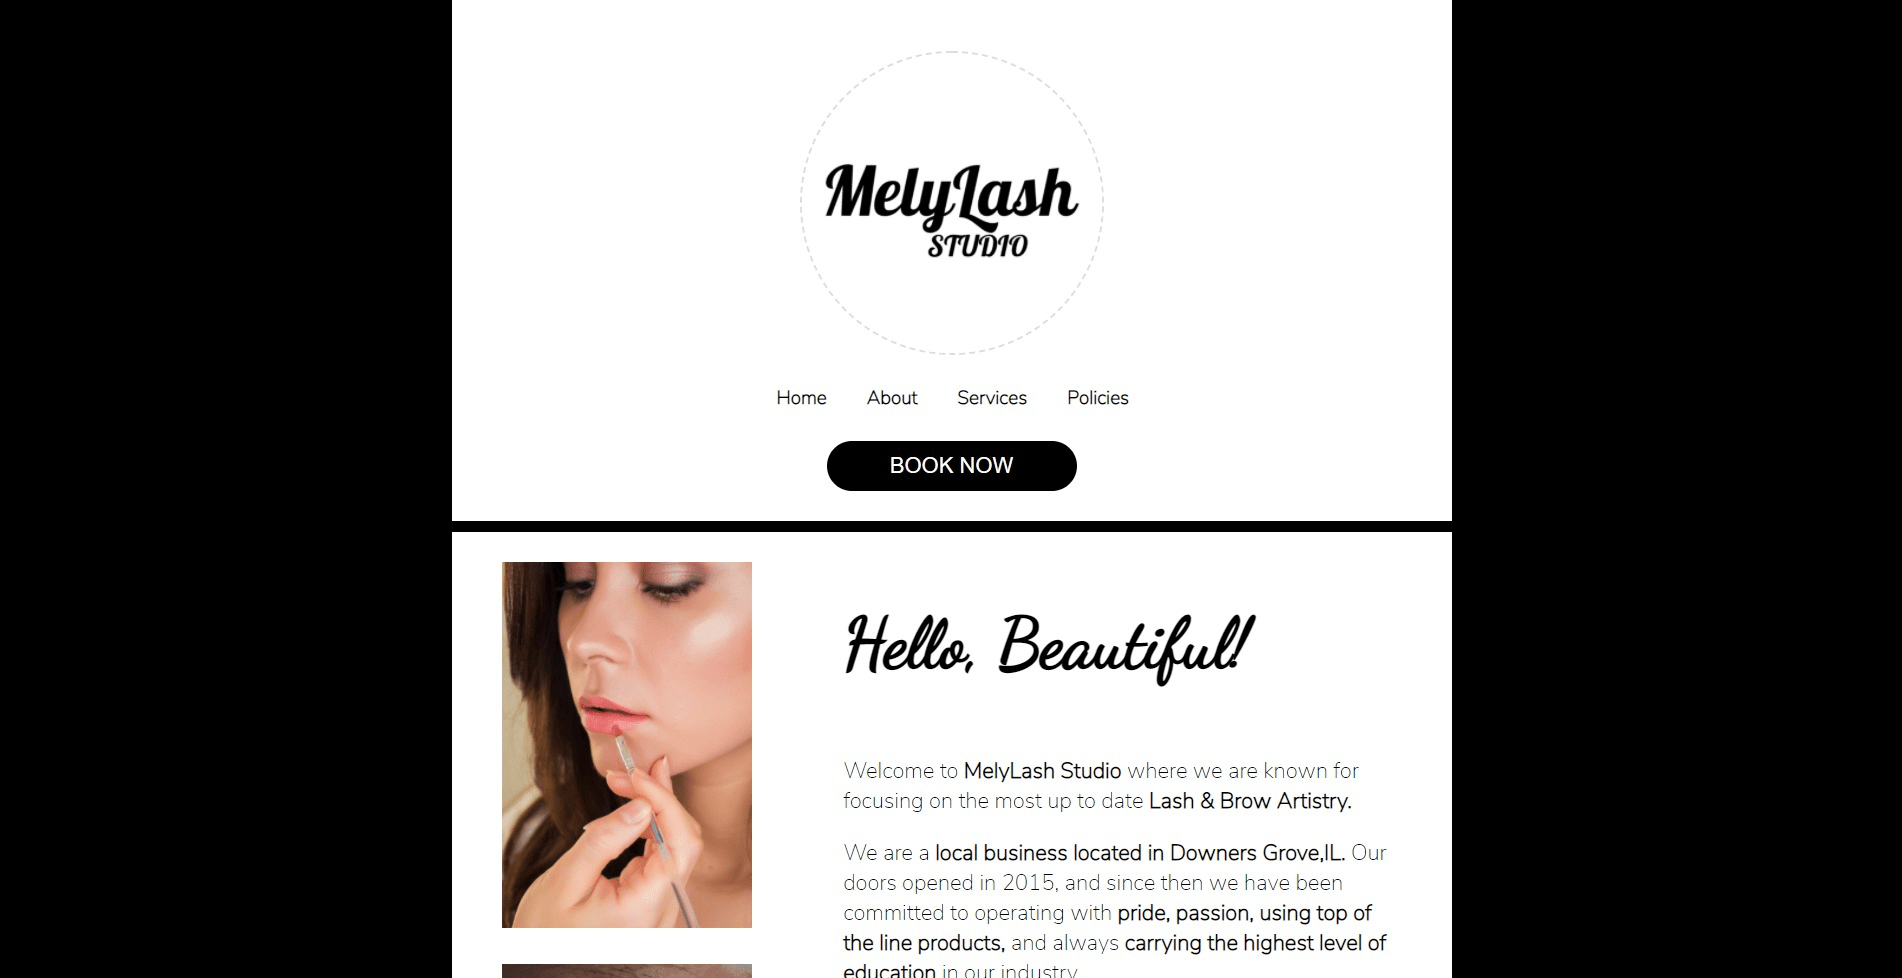 MelyLash
STUDIO
Home About Services Policies
BOOK NOW
Hello, Beautiful!
Welcome to MelyLash Studio where we are known for
focusing on the most up to date Lash & Brow Artistry.
We are a local business located in Downers Grove,IL. Our
doors opened in 2015, and since then we have been
committed to operating with pride, passion, using top of
the line products, and always carrying the highest level of
education in our industry